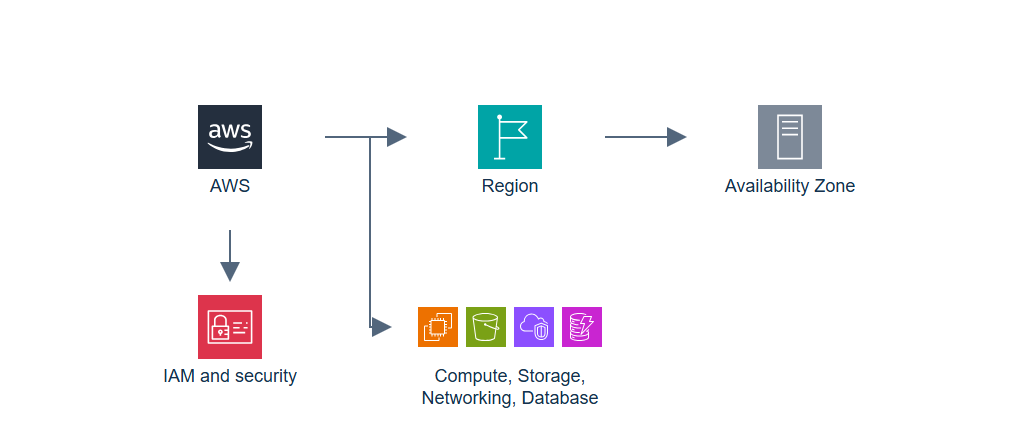 aws
AWS
Region
Availability Zone
IAM and security
Compute, Storage,
Networking, Database